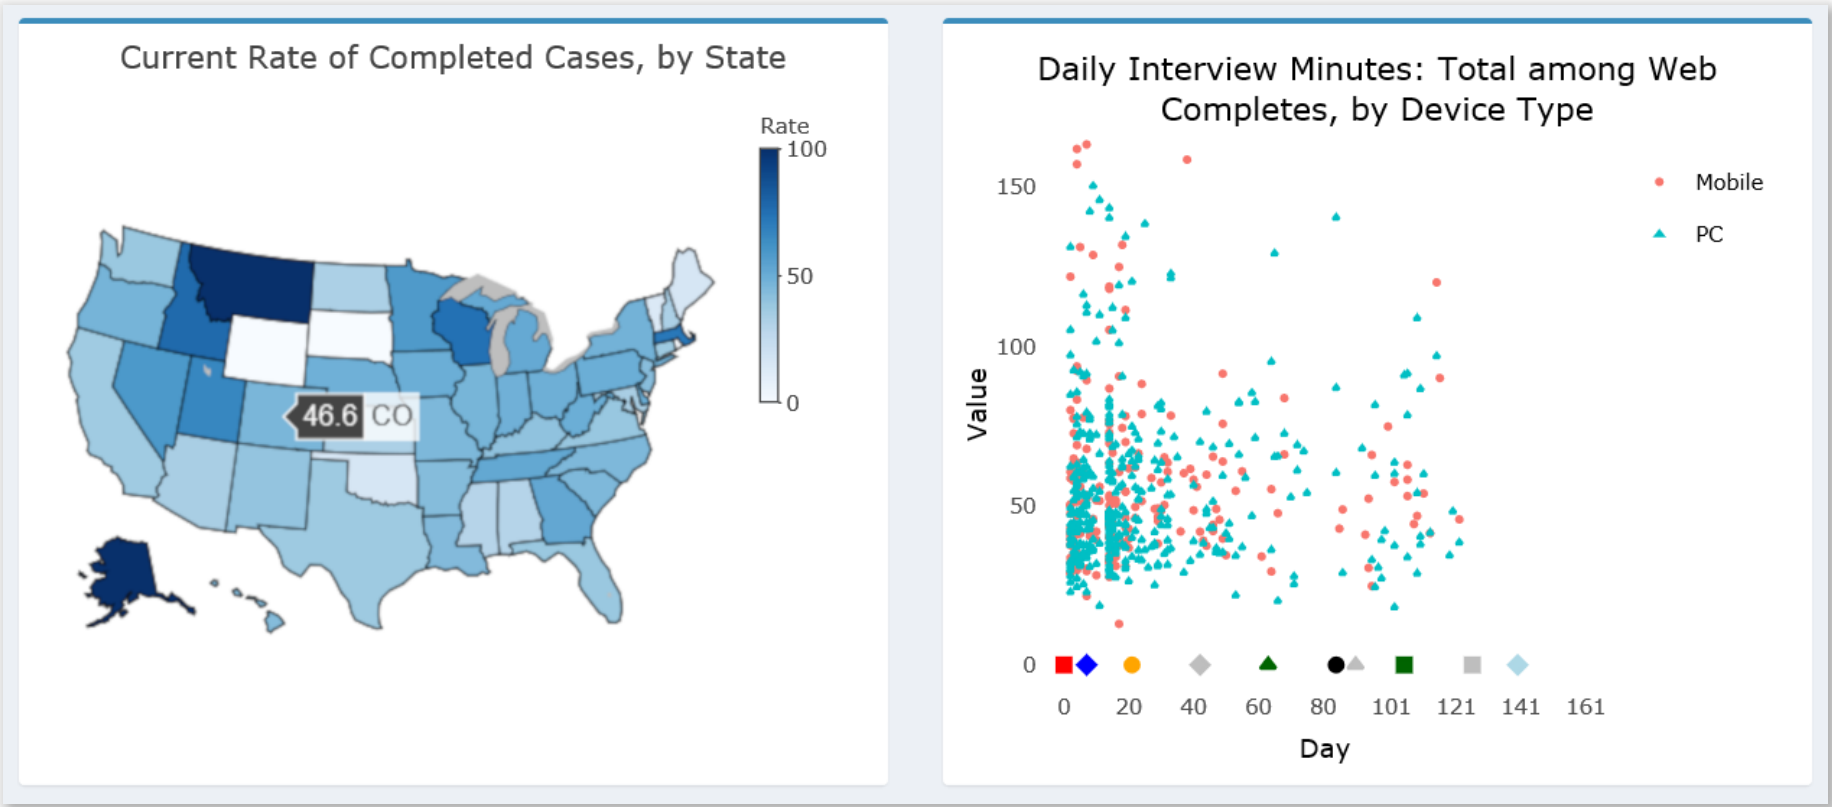 Current Rate of Completed Cases, by State
Rate
100
50
0
46.6 CO
Daily Interview Minutes: Total among Web
Completes, by Device Type
Mobile
PC
Value
150
100
50
0
0 20 40 60 80 101 121 141 161
Day